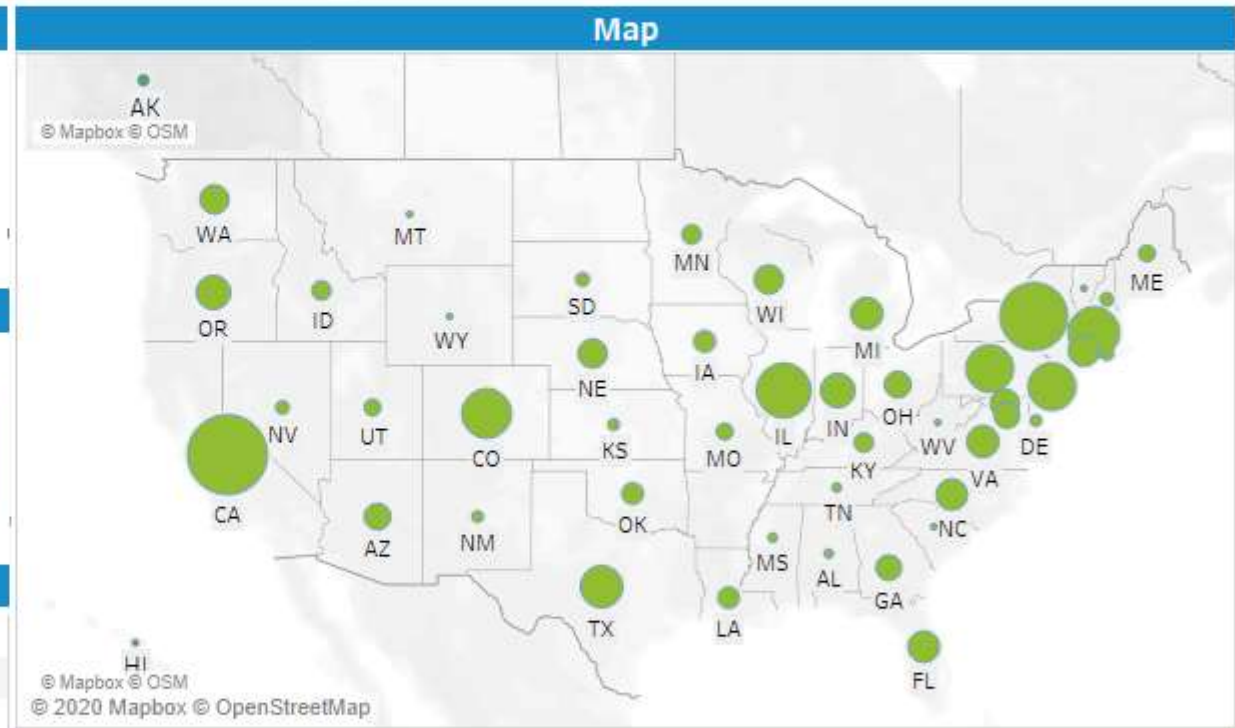 Map
AK
© Mapbox © OSM
WA
MT
ME
MN
OR
ID
SD
WI
WY
MI
NE
IA
NV
UT
CO
KS
MO
IL
IN
OH
WV
DE
KY
VA
CA
AZ
NM
OK
TN
NC
MS
AL
GA
TX
LA
HI
FL
© Mapbox © OSM
© 2020 Mapbox © OpenStreetMap